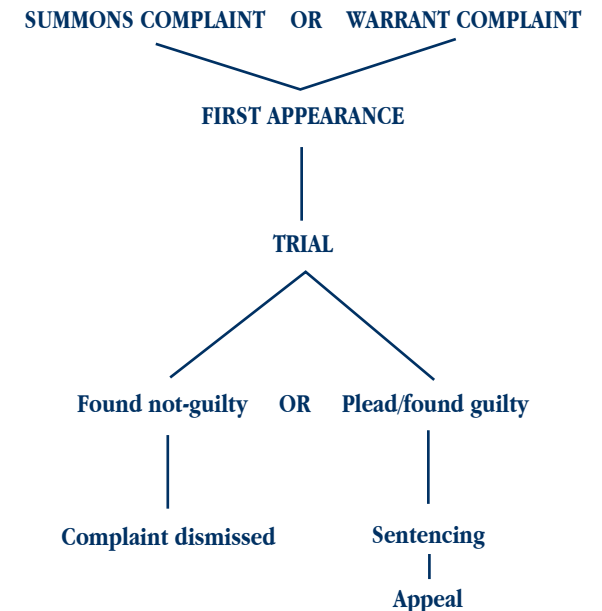 SUMMONS COMPLAINT OR WARRANT COMPLAINT
FIRST APPEARANCE
TRIAL
Found not-guilty OR Plead/found guilty
Complaint dismissed Sentencing
Appeal